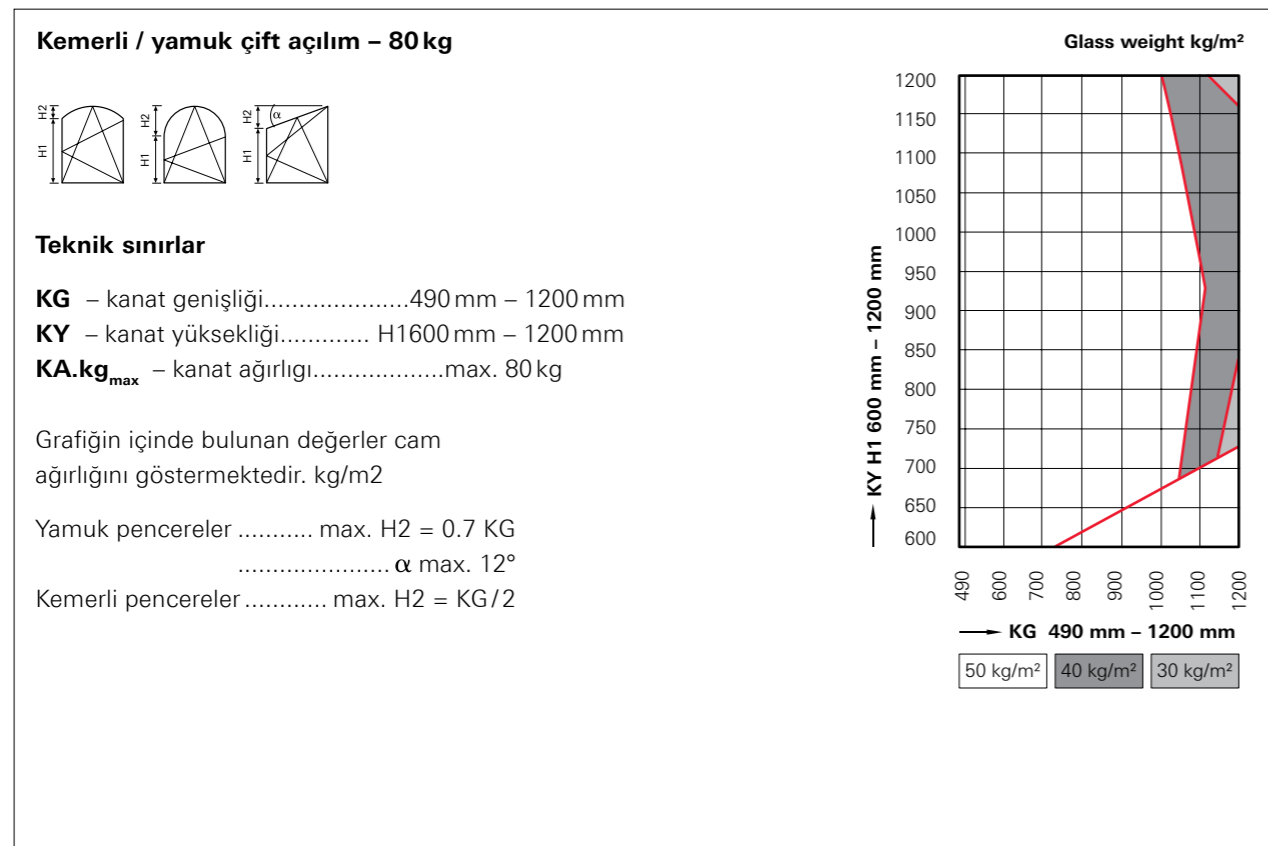 Kemerli / yamuk çift açılım – 80 kg
H2
H1
H2
H1
H2
H1
α
Teknik sınırlar
KG – kanat genişliği......................490 mm – 1200 mm
KY – kanat yüksekliği............. H1600 mm – 1200 mm
KA.kgmax – kanat ağırlıgı...................max. 80 kg
Grafiğin içinde bulunan değerler cam
ağırlığını göstermektedir. kg/m2
Yamuk pencereler ........... max. H2 = 0.7 KG
...................... α max. 12°
Kemerli pencereler ............ max. H2 = KG / 2
Glass weight kg/m²
1200
1150
1100
1050
1000
950
900
850
800
750
700
650
600
KY H1 600 mm – 1200 mm
490 600 700 800 900 1000 1100 1200
KG 490 mm – 1200 mm
50 kg/m² 40 kg/m² 30 kg/m²